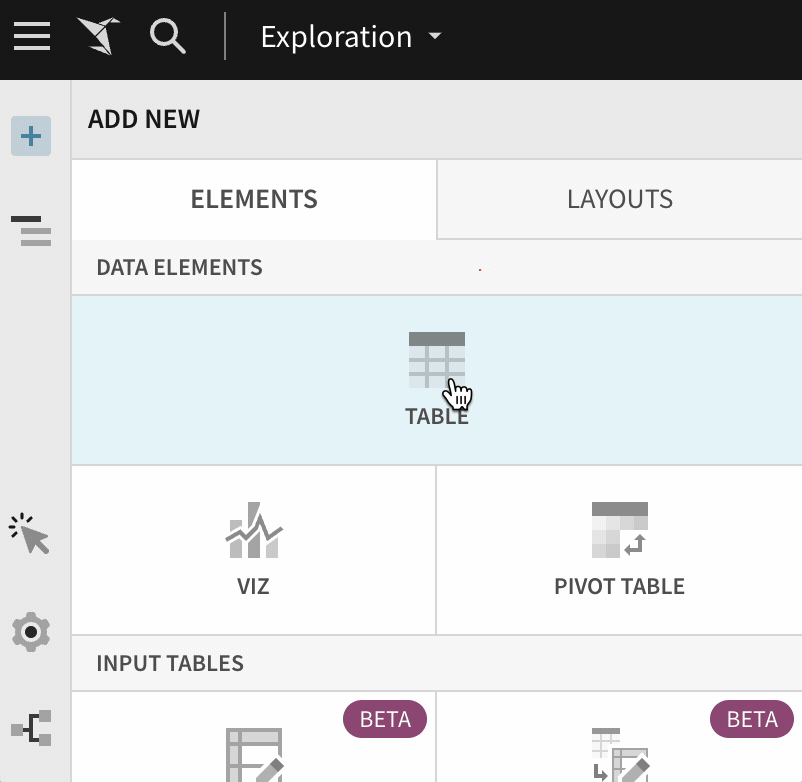 Exploration
ADD NEW
ELEMENTS
LAYOUTS
DATA ELEMENTS
TABLE
VIZ
PIVOT TABLE
INPUT TABLES
BETA
BETA